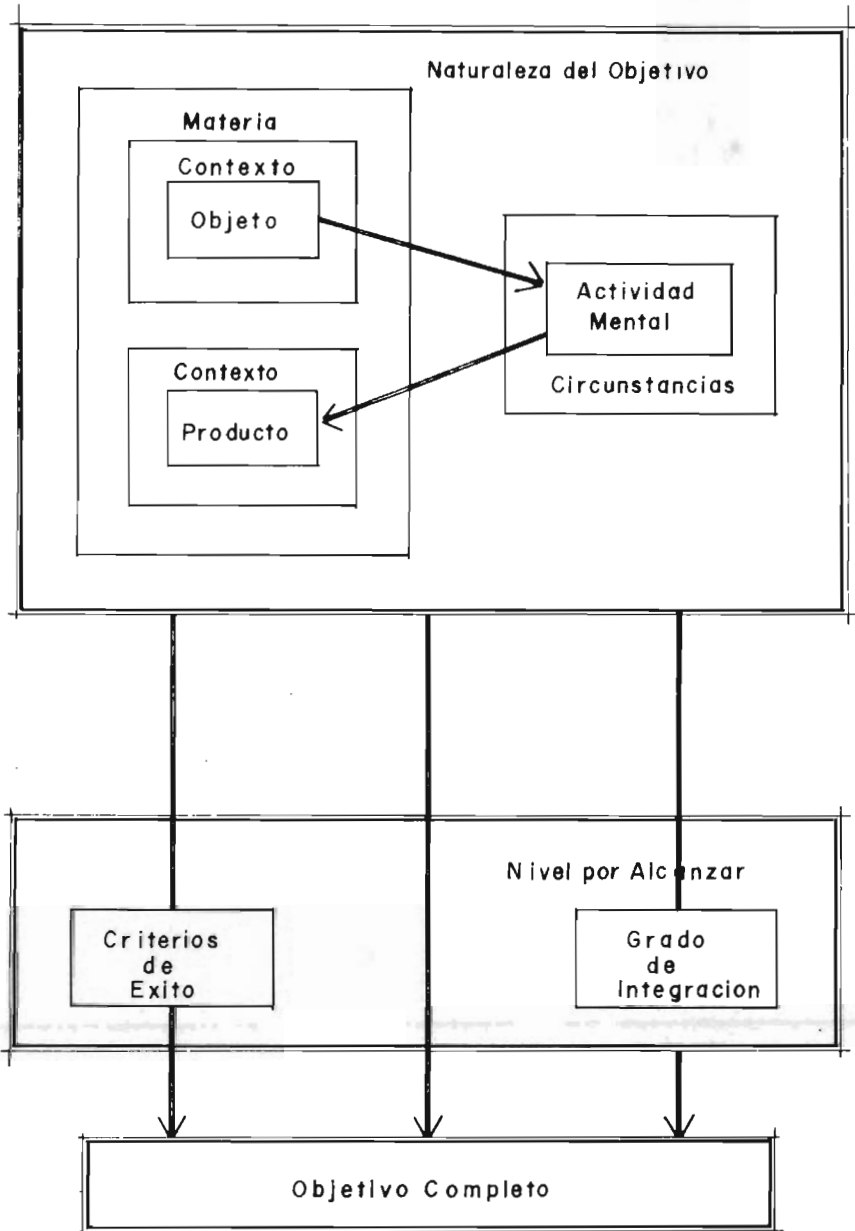 Naturaleza del Objetivo
Materia
Contexto
Objeto
Actividad
Mental
Circunstancias
Contexto
Producto
Nivel por Alcanzar
Criterios
de
Exito
Grado
de
Integracion
Objetivo Completo